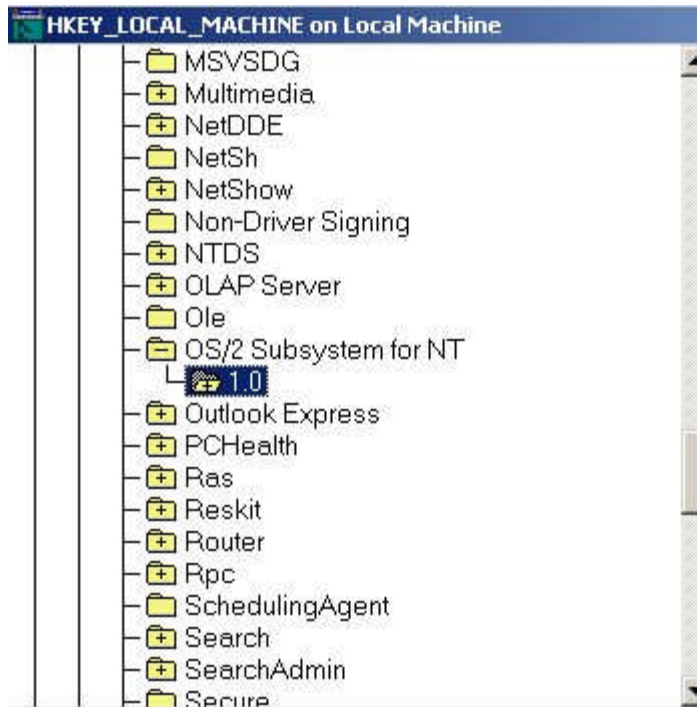 HKEY_LOCAL_MACHINE on Local Machine
MSVSDG
Multimedia
NetDDE
NetSh
NetShow
Non-Driver Signing
NTDS
OLAP Server
Ole
OS/2 Subsystem for NT
1.0
Outlook Express
PCHealth
Ras
Reskit
Router
Rpc
SchedulingAgent
Search
SearchAdmin
Secure